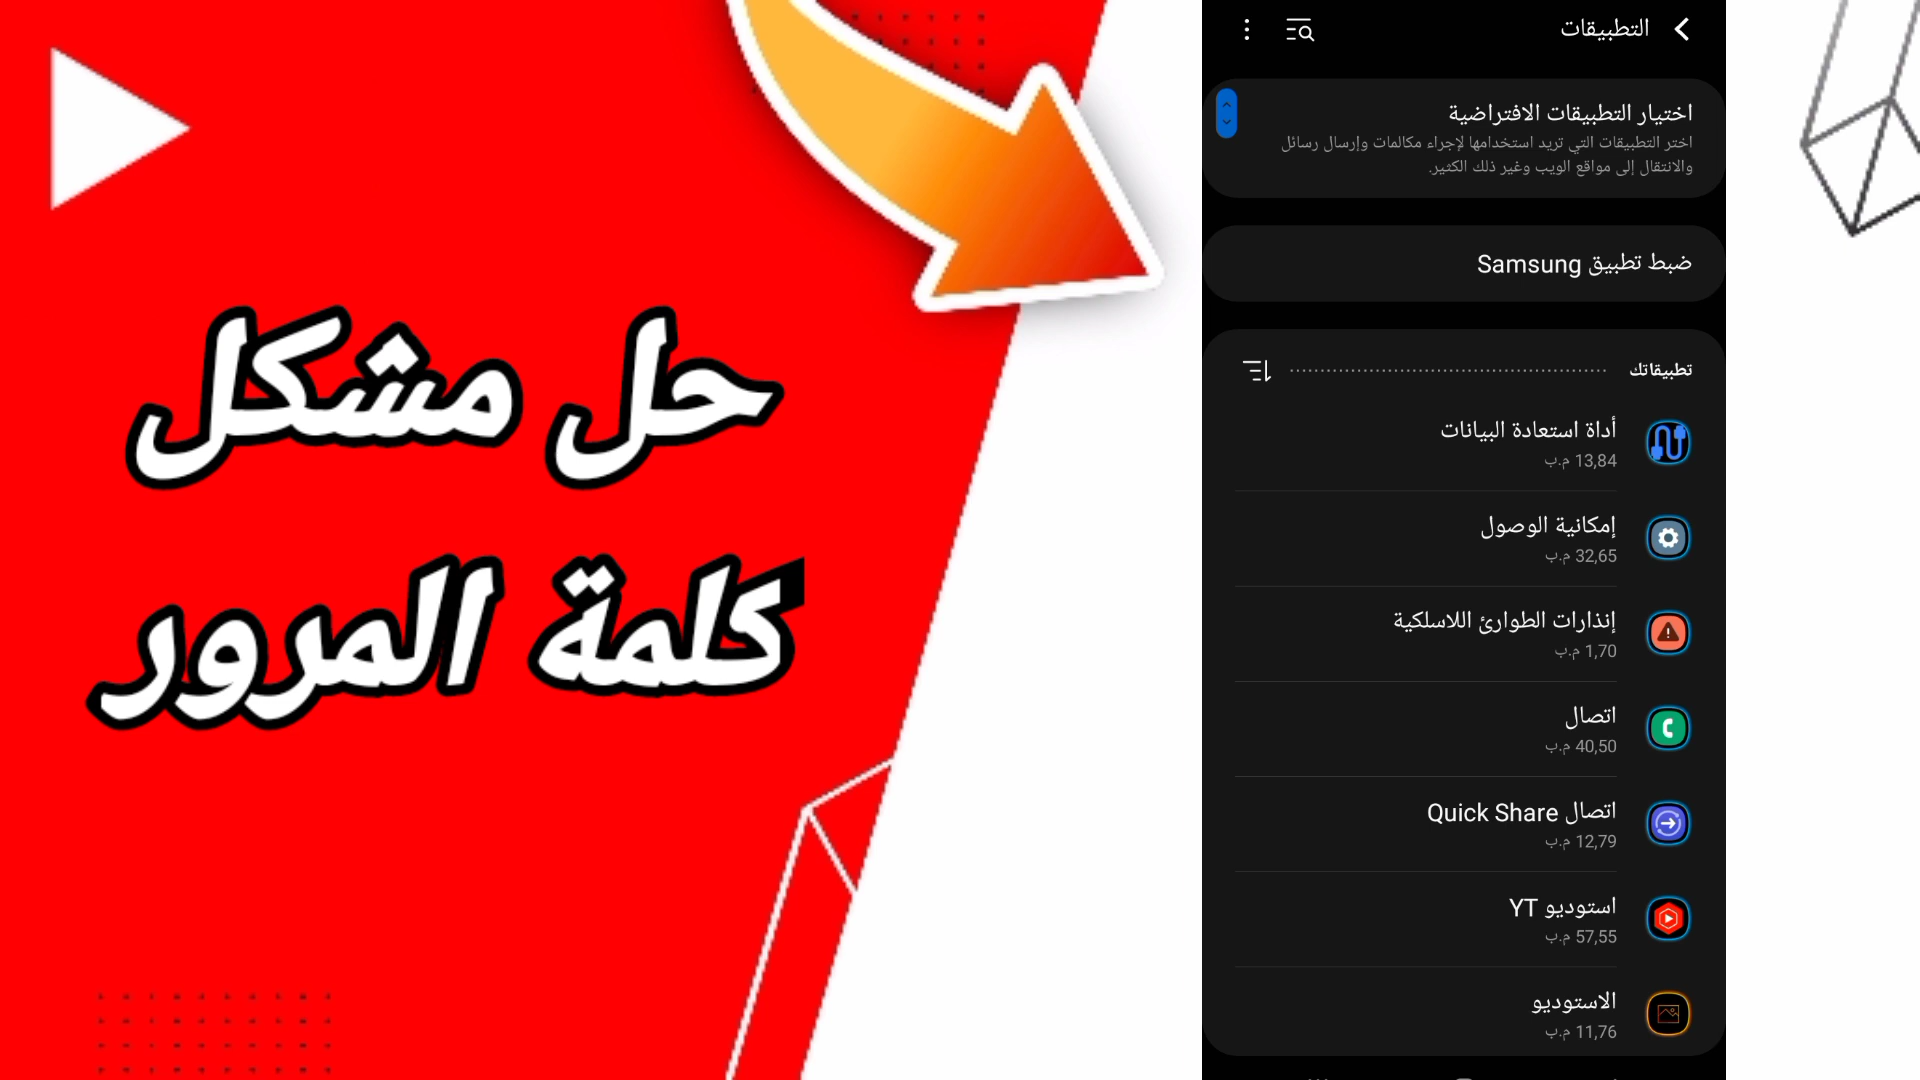 حل مشكل
كلمة المرور
التطبيقات
اختيار التطبيقات الافتراضية
اختر التطبيقات التي تريد استخدامها لإجراء مكالمات وإرسال رسائل
والانتقال إلى مواقع الويب وغير ذلك الكثير.
ضبط تطبيق Samsung
تطبيقاتك
أداة استعادة البيانات
13,84 م.ب
إمكانية الوصول
32,65 م.ب
إنذارات الطوارئ اللاسلكية
1,70 م.ب
اتصال
40,50 م.ب
اتصال Quick Share
12,79 م.ب
استوديو YT
57,55 م.ب
الاستوديو
11,76 م.ب